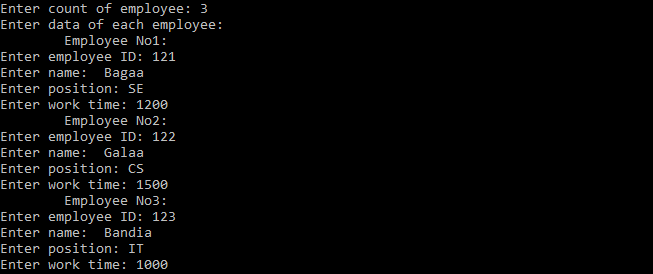 Enter count of employee: 3
Enter data of each employee:
Employee No1:
Enter employee ID: 121
Enter name:  Bagaa
Enter position: SE
Enter work time: 1200
Employee No2:
Enter employee ID: 122
Enter name:  Galaa
Enter position: CS
Enter work time: 1500
Employee No3:
Enter employee ID: 123
Enter name:  Bandia
Enter position: IT
Enter work time: 1000